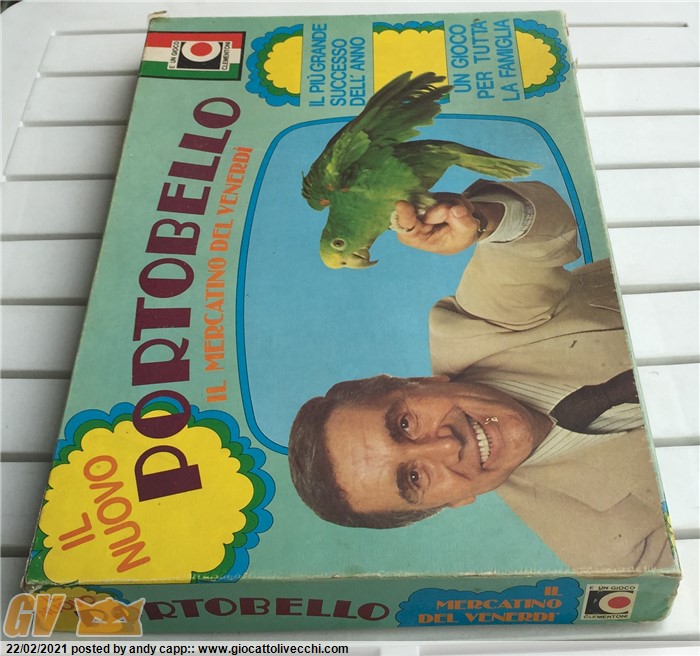 È UN GIOCO
CLEMENTONI
IL PIÙ GRANDE
SUCCESSO
DELL'ANNO
UN GIOCO
PER TUTTA
LA FAMIGLIA
IL
NUOVO
PORTOBELLO
IL MERCATINO DEL VENERDÌ
PORTOBELLO
IL
MERCATINO
DEL VENERDÌ
È UN GIOCO
CLEMENTONI
GV
22/02/2021 posted by andy capp:: www.giocattolivecchi.com